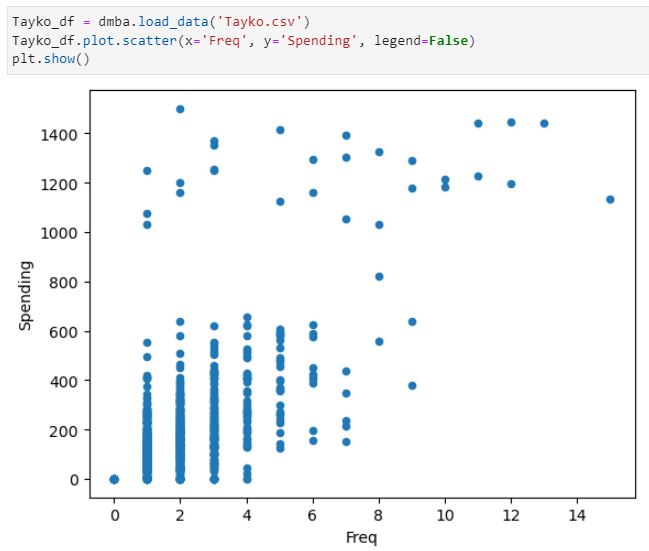 Tayko_df = dmba.load_data('Tayko.csv')
Tayko_df.plot.scatter(x='Freq', y='Spending', legend=False)
plt.show()
1400
1200
1000
800
600
400
200
0
Spending
0 2 4 6 8 10 12 14
Freq